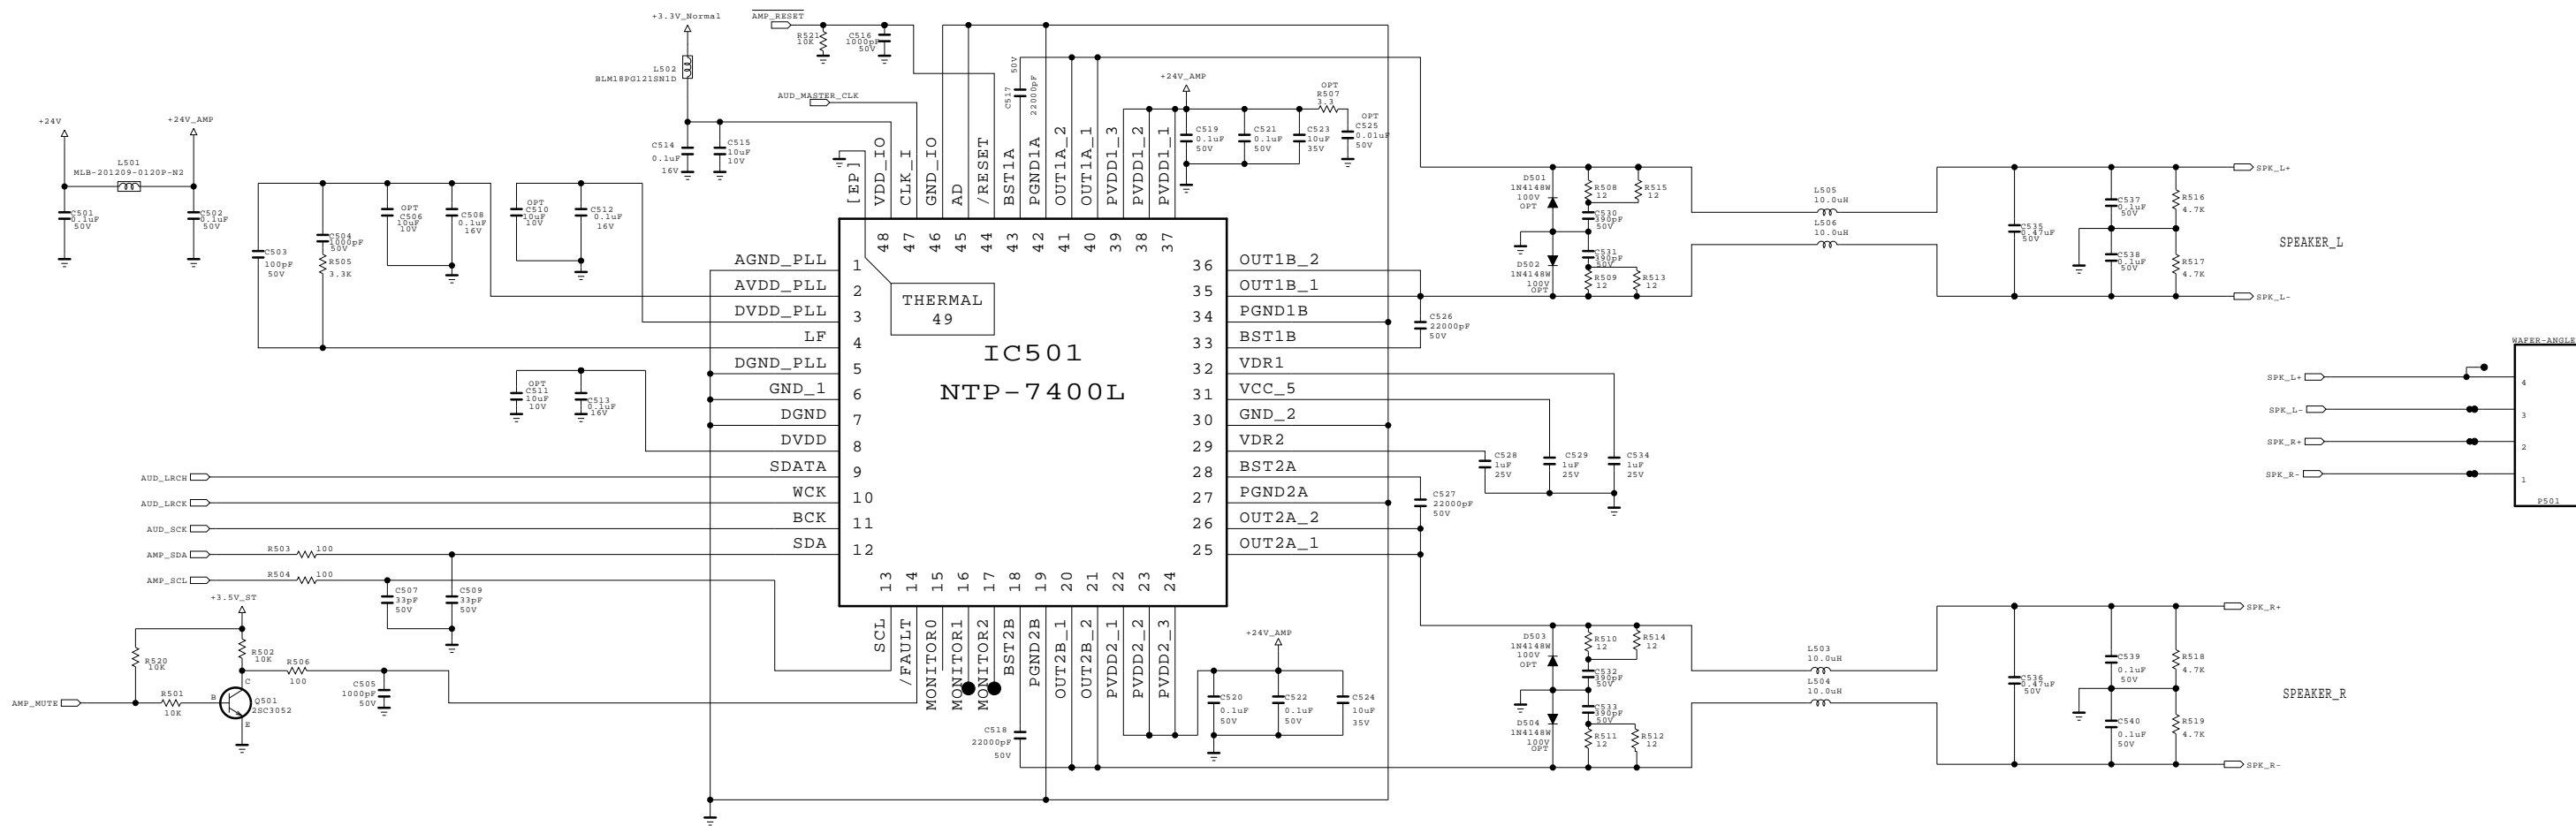 +3.3V_Normal
L502
BLM18PG121SN1D
AMP_RESET
R521
10K
C516
1000pF
50V
AUD_MASTER_CLK
C514
0.1uF
16V
C515
10uF
10V
C517
50V
22000pF
+24V_AMP
C519
0.1uF
50V
C521
0.1uF
50V
C523
10uF
35V
OPT
R507
3.3
OPT
C525
0.01uF
50V
+24V
+24V_AMP
L501
MLB-201209-0120P-N2
C501
0.1uF
50V
C502
0.1uF
50V
C503
100pF
50V
C504
1000pF
50V
R505
3.3K
OPT
C506
10uF
10V
C508
0.1uF
16V
OPT
C510
10uF
10V
C512
0.1uF
16V
OPT
C511
10uF
10V
C513
0.1uF
16V
[EP]
VDD_IO
CLK_I
GND_IO
AD
/RESET
BST1A
PGND1A
OUT1A_2
OUT1A_1
PVDD1_3
PVDD1_2
PVDD1_1
48
47
46
45
44
43
42
41
40
39
38
37
AGND_PLL
1
AVDD_PLL
2
DVDD_PLL
3
LF
4
DGND_PLL
5
GND_1
6
DGND
7
DVDD
8
SDATA
9
WCK
10
BCK
11
SDA
12
THERMAL
49
IC501
NTP-7400L
36
OUT1B_2
35
OUT1B_1
34
PGND1B
33
BST1B
32
VDR1
31
VCC_5
30
GND_2
29
VDR2
28
BST2A
27
PGND2A
26
OUT2A_2
25
OUT2A_1
13
14
15
16
17
18
19
20
21
22
23
24
SCL
/FAULT
MONITOR0
MONITOR1
MONITOR2
BST2B
PGND2B
OUT2B_1
OUT2B_2
PVDD2_1
PVDD2_2
PVDD2_3
AUD_LRCH
AUD_LRCK
AUD_SCK
AMP_SDA
R503
100
AMP_SCL
R504
100
C507
33pF
50V
C509
33pF
50V
+3.5V_ST
R520
10K
R502
10K
R506
100
C505
1000pF
50V
AMP_MUTE
R501
10K
B
C
E
Q501
2SC3052
C518
22000pF
50V
+24V_AMP
C520
0.1uF
50V
C522
0.1uF
50V
C524
10uF
35V
C526
22000pF
50V
C527
22000pF
50V
C528
1uF
25V
C529
1uF
25V
C534
1uF
25V
D501
1N4148W
100V
OPT
R508
12
R515
12
C530
390pF
50V
C531
390pF
50V
D502
1N4148W
100V
OPT
R509
12
R513
12
L505
10.0uH
L506
10.0uH
C535
0.47uF
50V
C537
0.1uF
50V
C538
0.1uF
50V
R516
4.7K
R517
4.7K
SPK_L+
SPEAKER_L
SPK_L-
D503
1N4148W
100V
OPT
R510
12
R514
12
C532
390pF
50V
C533
390pF
50V
D504
1N4148W
100V
OPT
R511
12
R512
12
L503
10.0uH
L504
10.0uH
C536
0.47uF
50V
C539
0.1uF
50V
C540
0.1uF
50V
R518
4.7K
R519
4.7K
SPK_R+
SPEAKER_R
SPK_R-
WAFER-ANGLE
SPK_L+
4
SPK_L-
3
SPK_R+
2
SPK_R-
1
P501